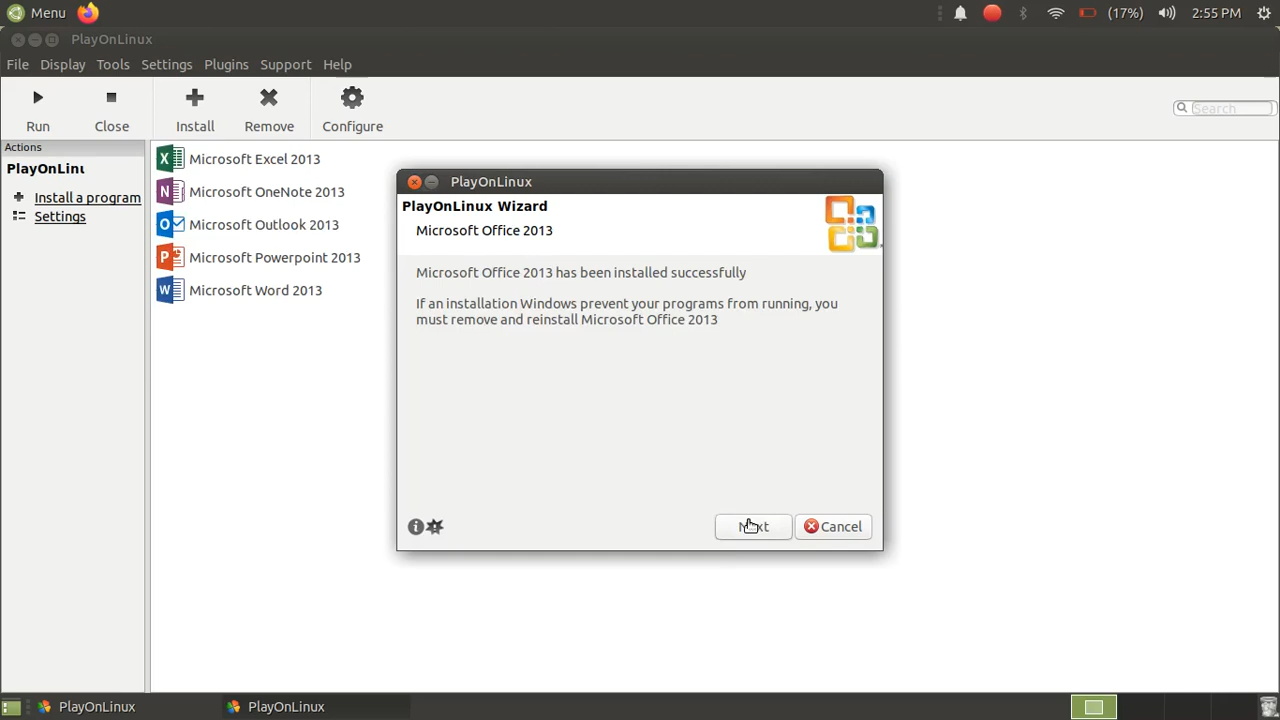 Menu
(17%)
2:55 PM
PlayOnLinux
File Display Tools Settings Plugins Support Help
Run Close Install Remove Configure
Search
Actions
PlayOnLinu
Install a program
Settings
Microsoft Excel 2013
Microsoft OneNote 2013
Microsoft Outlook 2013
Microsoft Powerpoint 2013
Microsoft Word 2013
PlayOnLinux
PlayOnLinux Wizard
Microsoft Office 2013
Microsoft Office 2013 has been installed successfully
If an installation Windows prevent your programs from running, you
must remove and reinstall Microsoft Office 2013
Next Cancel
PlayOnLinux PlayOnLinux